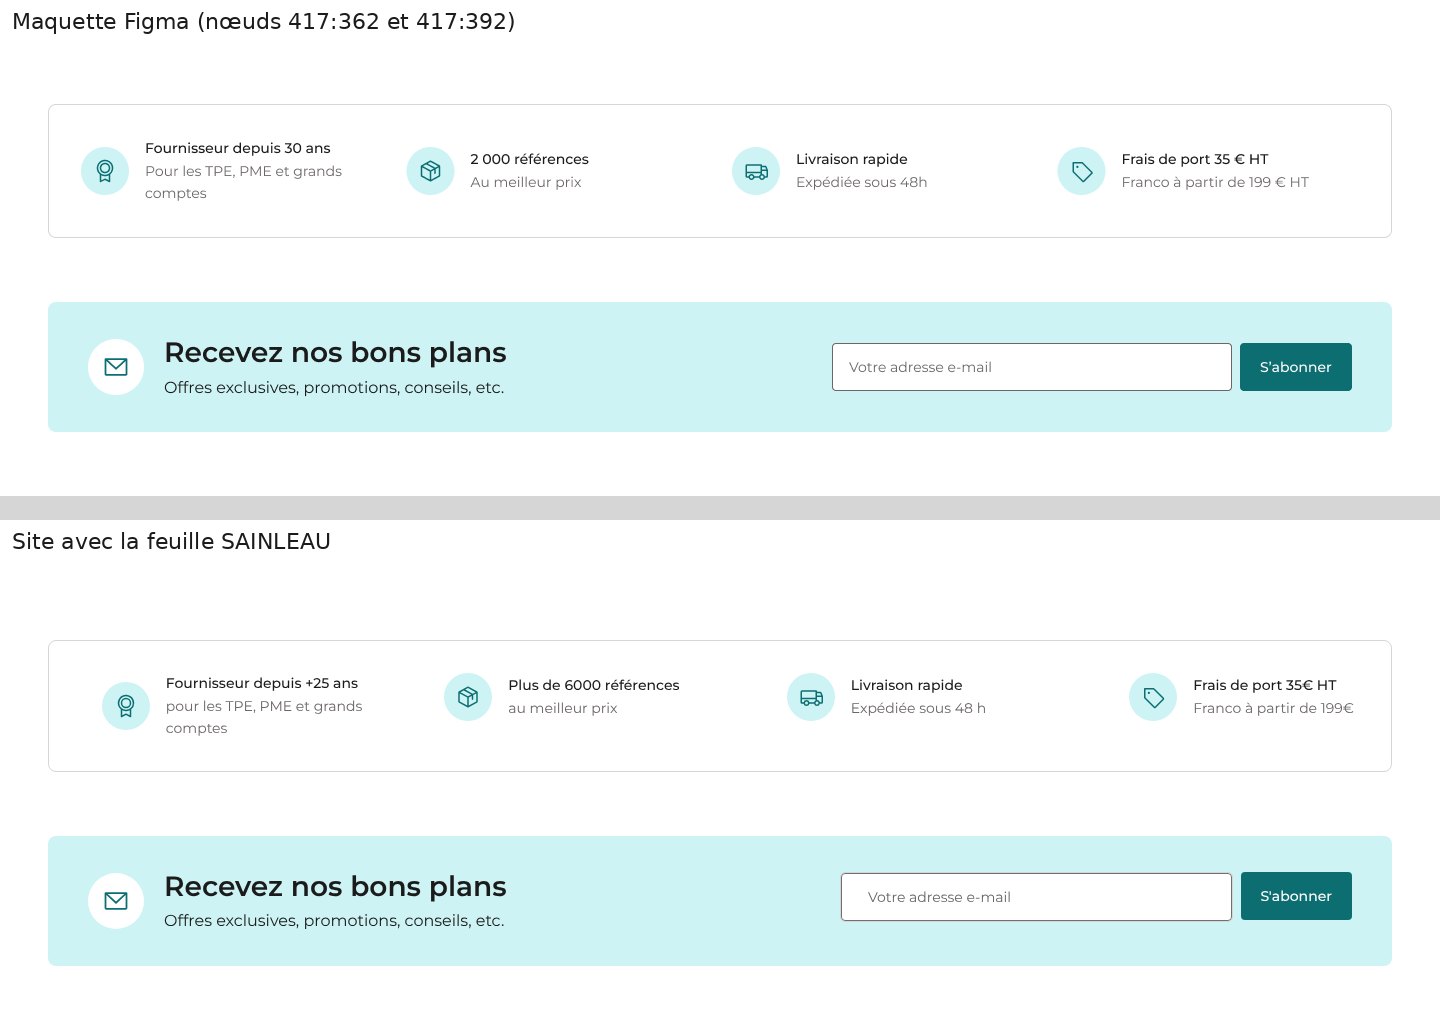 Maquette Figma (nœuds 417:362 et 417:392)
Fournisseur depuis 30 ans
Pour les TPE, PME et grands
comptes
2 000 références
Au meilleur prix
Livraison rapide
Expédiée sous 48h
Frais de port 35 € HT
Franco à partir de 199 € HT
Recevez nos bons plans
Offres exclusives, promotions, conseils, etc.
Votre adresse e-mail
S’abonner
Site avec la feuille SAINLEAU
Fournisseur depuis +25 ans
pour les TPE, PME et grands
comptes
Plus de 6000 références
au meilleur prix
Livraison rapide
Expédiée sous 48 h
Frais de port 35€ HT
Franco à partir de 199€
Recevez nos bons plans
Offres exclusives, promotions, conseils, etc.
Votre adresse e-mail
S'abonner